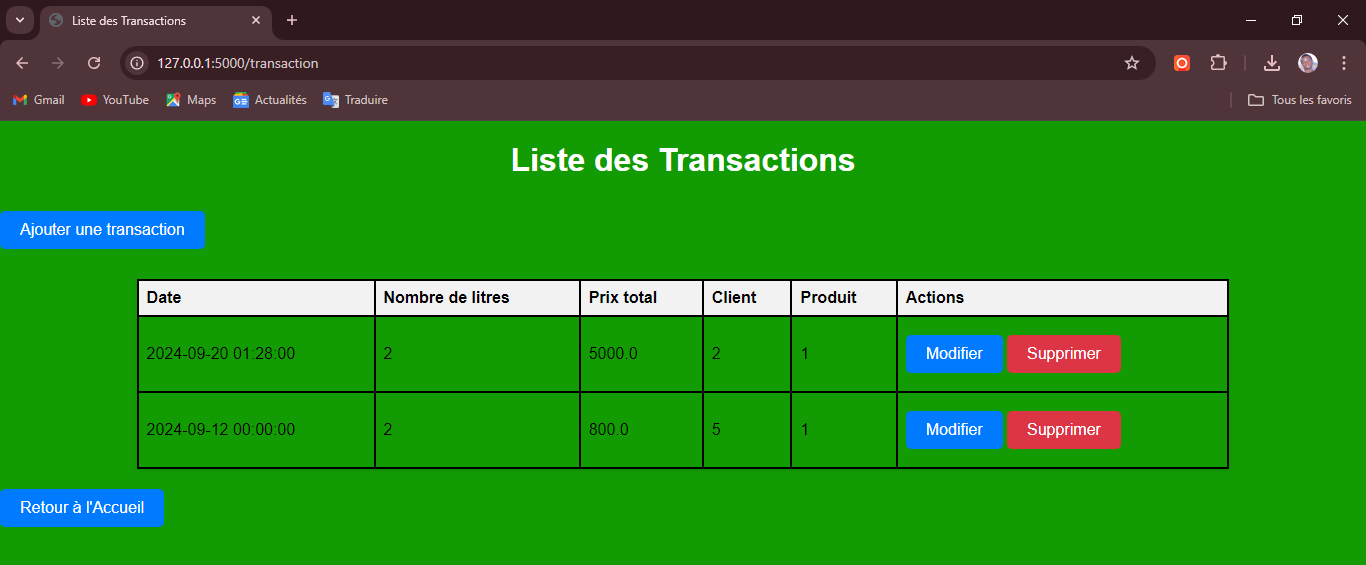 Liste des Transactions
127.0.0.1:5000/transaction
Gmail YouTube Maps Actualités Traduire Tous les favoris
Liste des Transactions
Ajouter une transaction
Date Nombre de litres Prix total Client Produit Actions
2024-09-20 01:28:00 2 5000.0 2 1 Modifier Supprimer
2024-09-12 00:00:00 2 800.0 5 1 Modifier Supprimer
Retour à l'Accueil